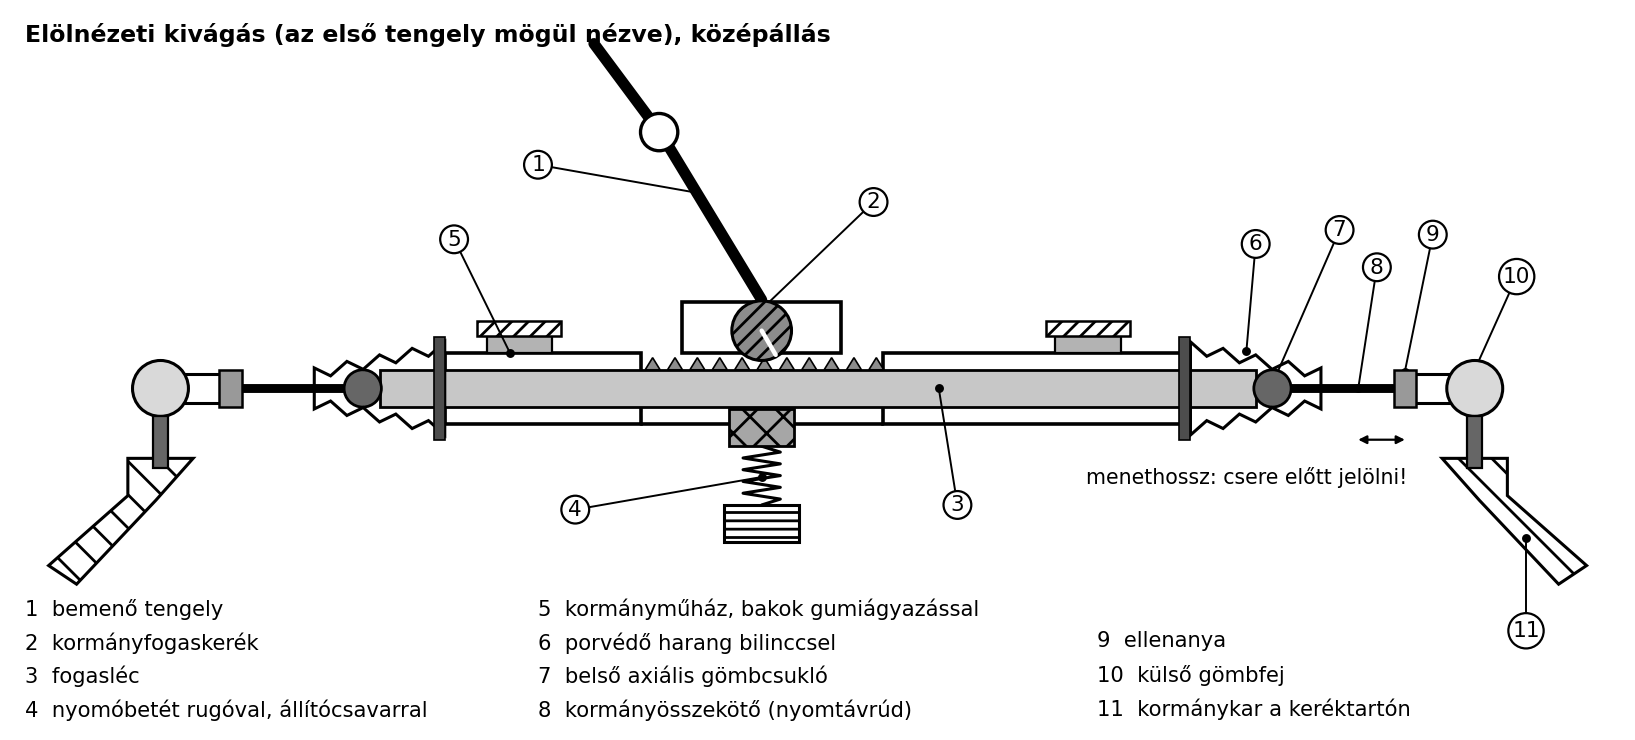 Elölnézeti kivágás (az első tengely mögül nézve), középállás
1
2
5
6
7
8
9
10
menethossz: csere előtt jelölni!
4
3
11
1 bemenő tengely
2 kormányfogaskerék
3 fogasléc
4 nyomóbetét rugóval, állítócsavarral
5 kormányműház, bakok gumiágyazással
6 porvédő harang bilinccsel
7 belső axiális gömbcsukló
8 kormányösszekötő (nyomtávrúd)
9 ellenanya
10 külső gömbfej
11 kormánykar a keréktartón